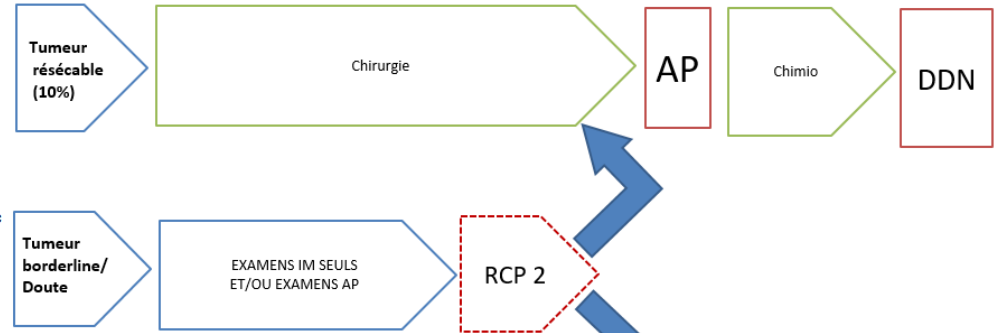 Tumeur
résécable
(10%)
Chirurgie
AP
Chimio
DDN
Tumeur
borderline/
Doute
EXAMENS IM SEULS
ET/OU EXAMENS AP
RCP 2